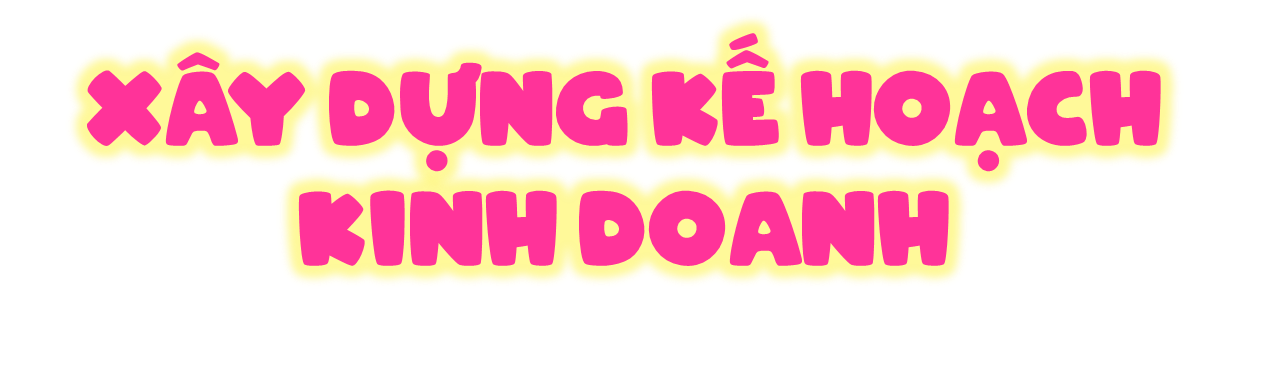 XÂY DỰNG KẾ HOẠCH
KINH DOANH